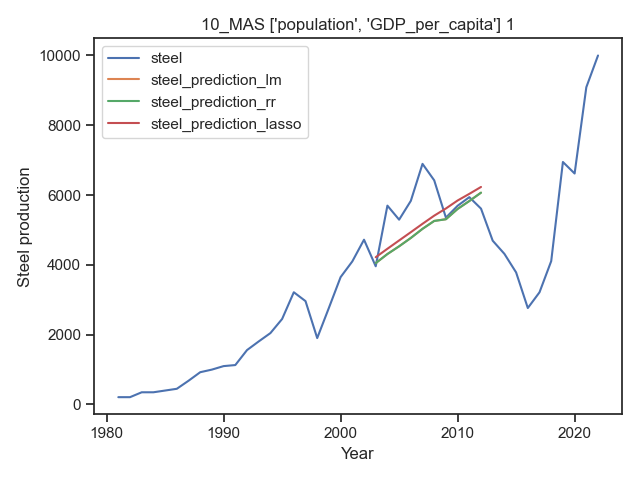 10_MAS ['population', 'GDP_per_capita'] 1
steel
steel_prediction_lm
steel_prediction_rr
steel_prediction_lasso
Steel production
10000
8000
6000
4000
2000
0
1980
1990
2000
2010
2020
Year